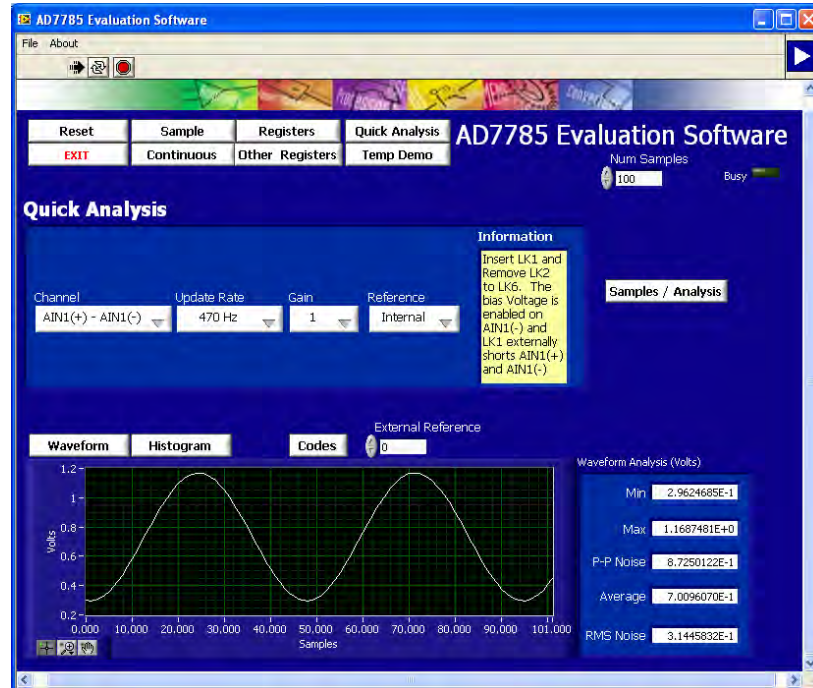 AD7785 Evaluation Software
File About
Reset Sample Registers Quick Analysis
EXIT Continuous Other Registers Temp Demo
AD7785 Evaluation Software
Num Samples
100
Busy
Quick Analysis
Information
Insert LK1 and
Remove LK2
to LK6. The
bias Voltage is
enabled on
AIN1(-) and
LK1 externally
shorts AIN1(+)
and AIN1(-)
Channel Update Rate Gain Reference
AIN1(+) - AIN1(-) 470 Hz 1 Internal
Samples / Analysis
External Reference
Waveform Histogram Codes 0
Waveform Analysis (Volts)
Min 2.9624685E-1
Max 1.1687481E+0
P-P Noise 8.7250122E-1
Average 7.0096070E-1
RMS Noise 3.1445832E-1
Volts
1.2
1
0.8
0.6
0.4
0.2
0.000 10.000 20.000 30.000 40.000 50.000 60.000 70.000 80.000 90.000 101.000
Samples